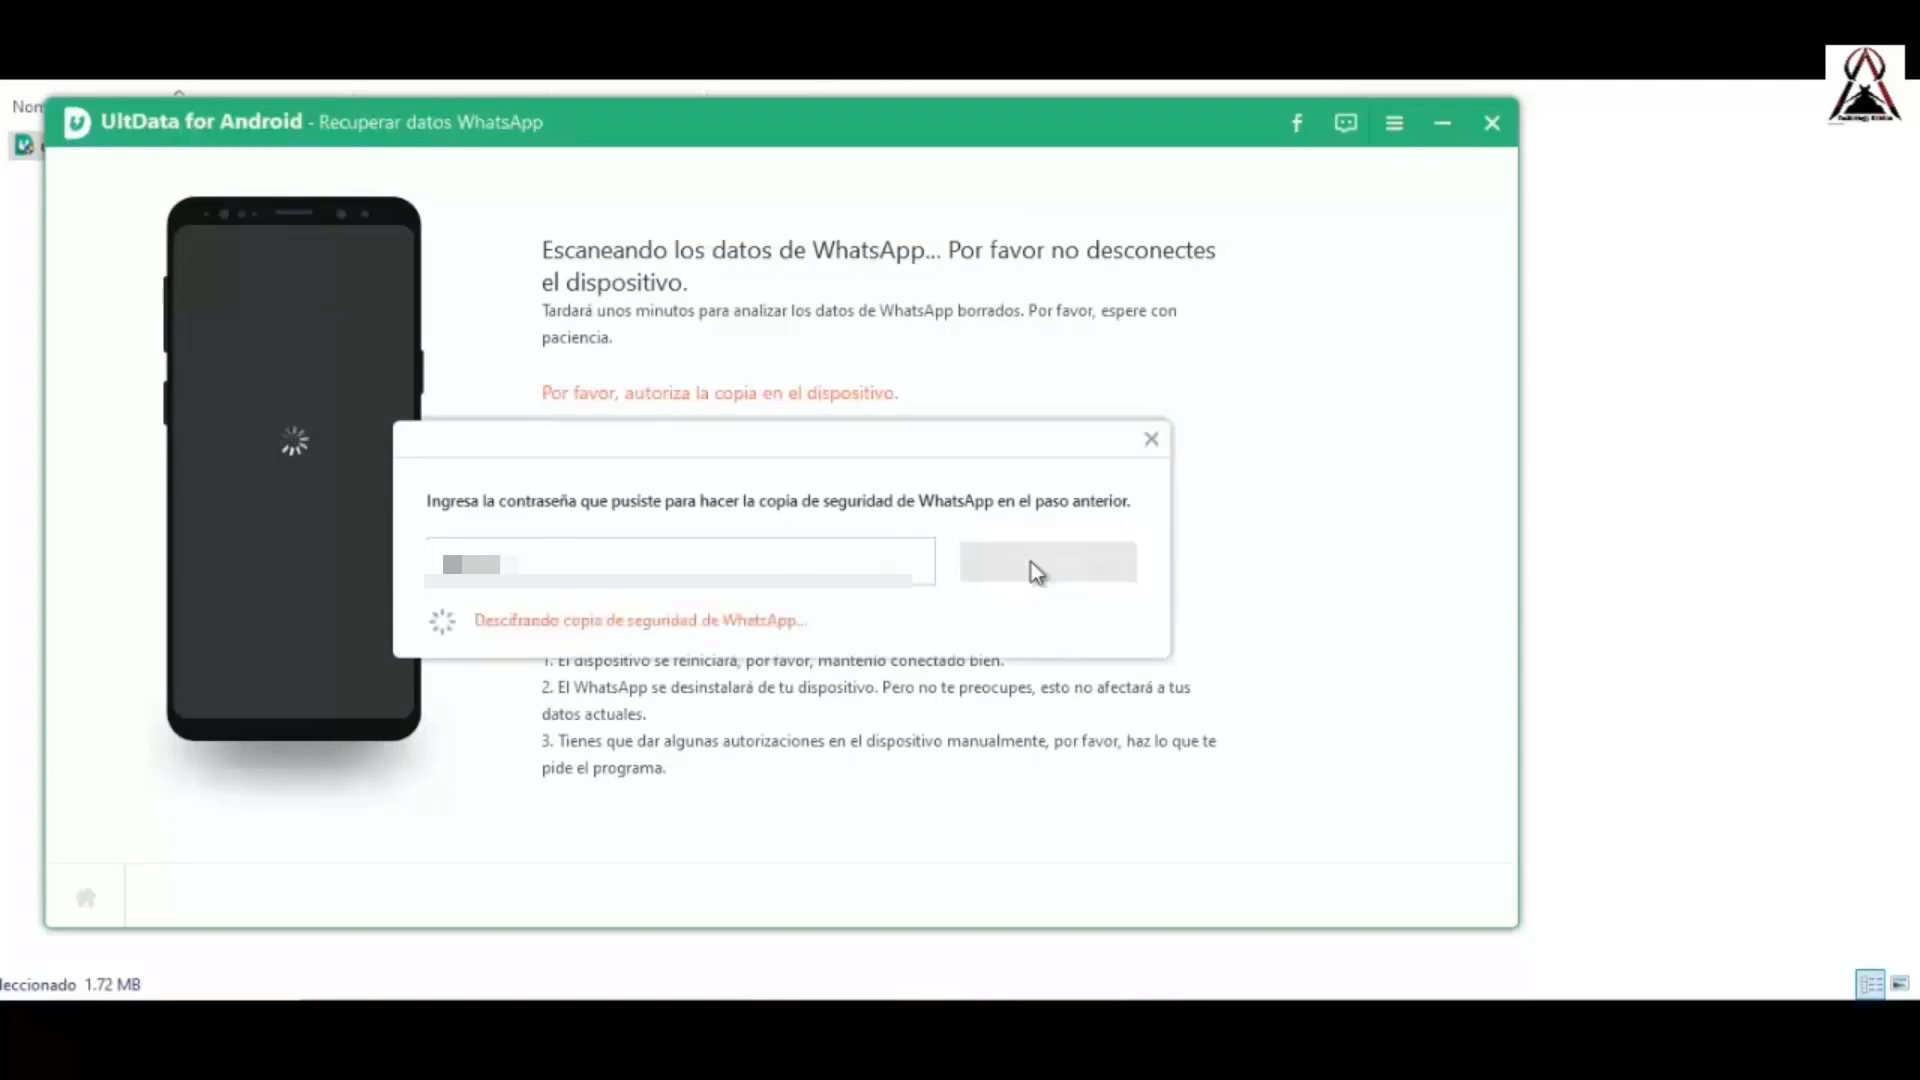 Nom
UltData for Android - Recuperar datos WhatsApp
Escaneando los datos de WhatsApp... Por favor no desconectes
el dispositivo.
Tardará unos minutos para analizar los datos de WhatsApp borrados. Por favor, espere con
paciencia.
Por favor, autoriza la copia en el dispositivo.
Ingresa la contraseña que pusiste para hacer la copia de seguridad de WhatsApp en el paso anterior.
Descifrando copia de seguridad de WhatsApp...
1. El dispositivo se reiniciará, por favor, mantenlo conectado bien.
2. El WhatsApp se desinstalará de tu dispositivo. Pero no te preocupes, esto no afectará a tus
datos actuales.
3. Tienes que dar algunas autorizaciones en el dispositivo manualmente, por favor, haz lo que te
pide el programa.
leccionado 1.72 MB